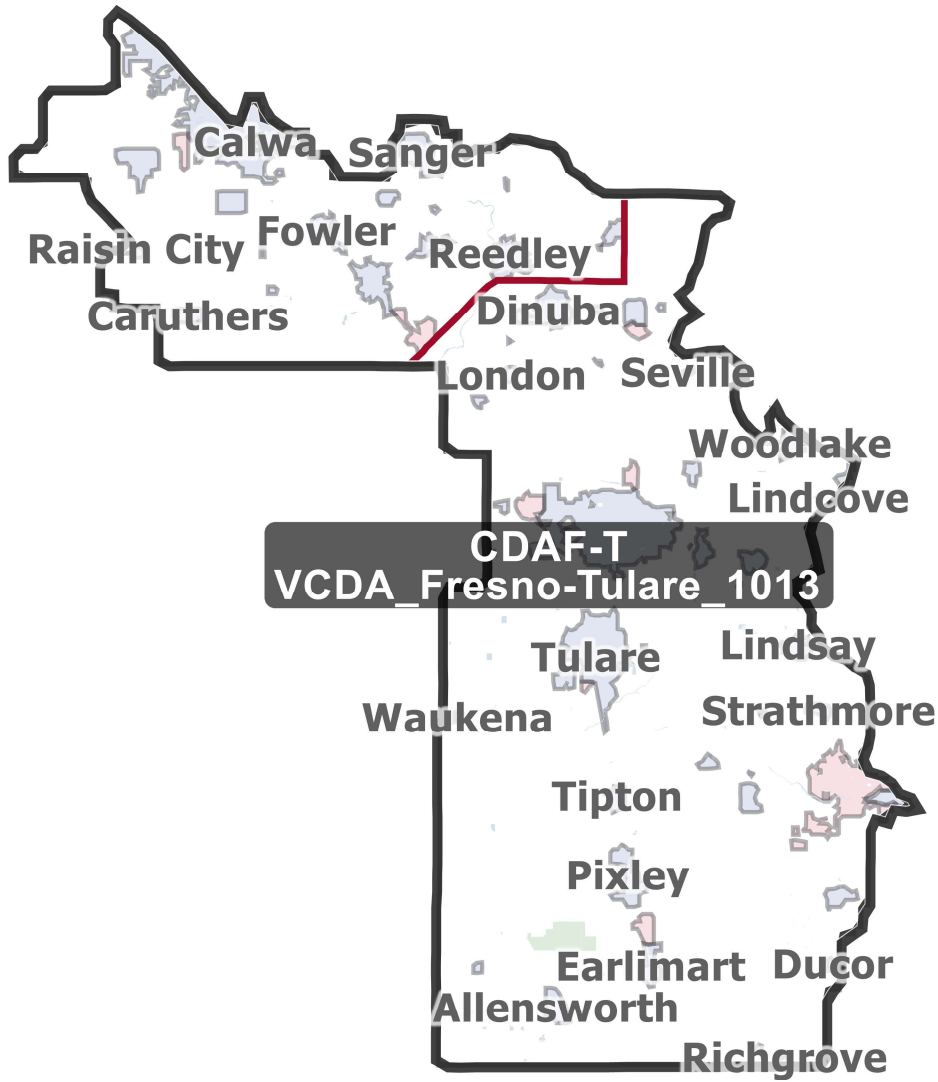 Calwa
Sanger
Fowler
Raisin City
Reedley
Caruthers
Dinuba
London
Seville
Woodlake
Lindcove
CDAF-T
VCDA_Fresno-Tulare_1013
Lindsay
Tulare
Strathmore
Waukena
Tipton
Pixley
Earlimart
Ducor
Allensworth
Richgrove